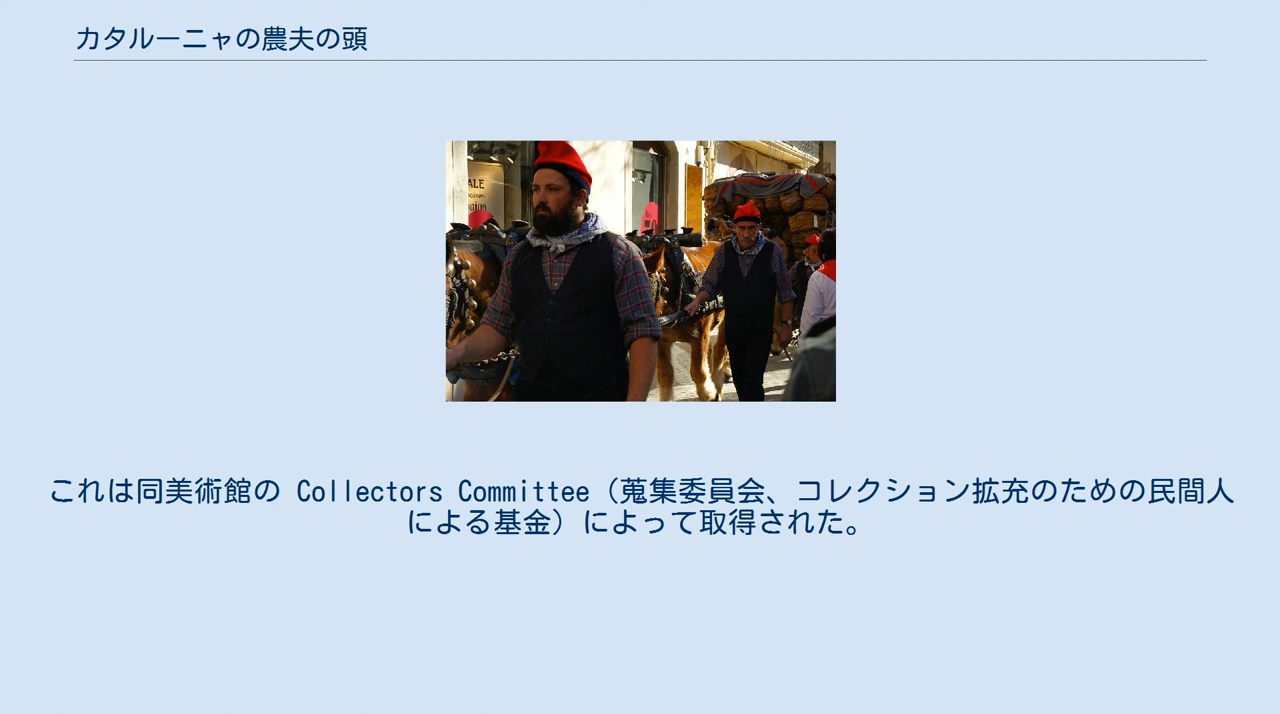 カタルーニャの農夫の頭
ALE
これは同美術館の Collectors Committee（蒐集委員会、コレクション拡充のための民間人
による基金）によって取得された。